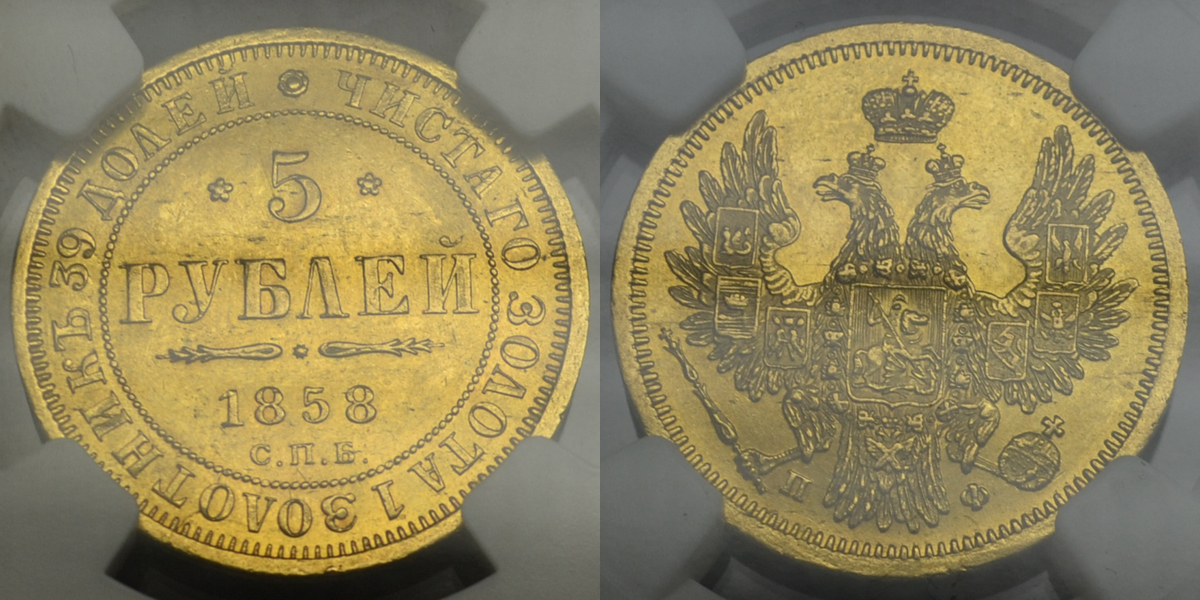 ЧИСТАГО ЗОЛОТА 1 ЗОЛОТНИКЪ 39 ДОЛЕЙ
5
РУБЛЕЙ
1858
С.П.Б.
П Ф